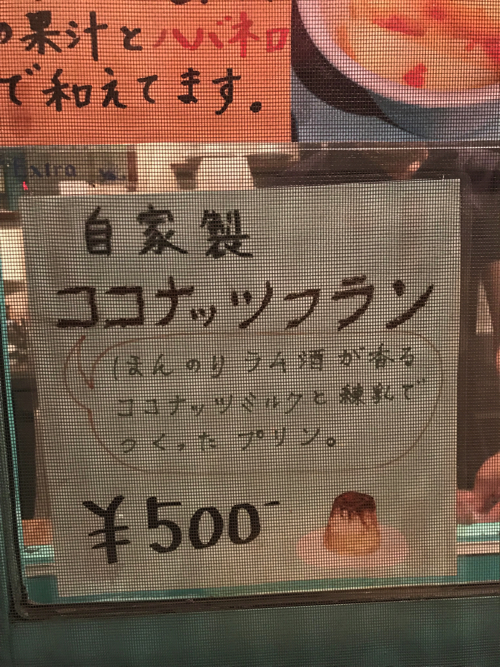 の果汁とハバネロ
で和えてます。
Extra
自家製
ココナッツフラン
ほんのりラム酒が香る
ココナッツミルクと練乳で
つくったプリン。
¥500-